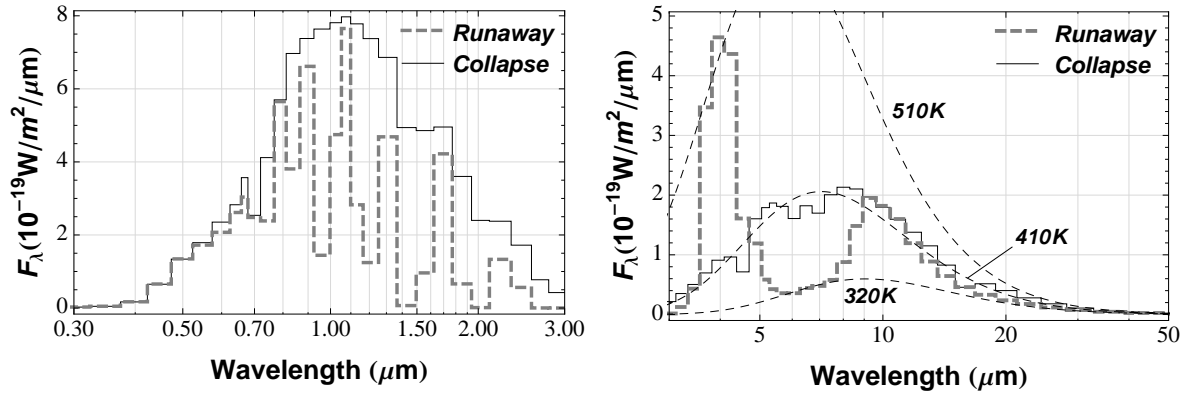 8
6
4
2
0
F_λ(10⁻¹⁹W/m²/μm)
Runaway
Collapse
0.30 0.50 0.70 1.00 1.50 2.00 3.00
Wavelength (μm)
5
4
3
2
1
0
F_λ(10⁻¹⁹W/m²/μm)
Runaway
Collapse
510K
410K
320K
5 10 20 50
Wavelength (μm)